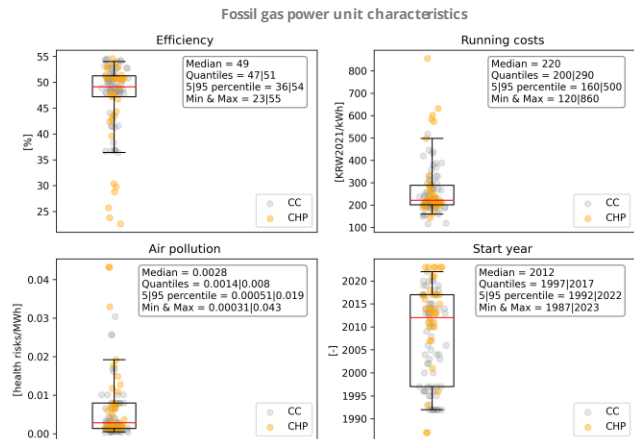 Fossil gas power unit characteristics
Efficiency
[%]
55
50
45
40
35
30
25
Median = 49
Quantiles = 47|51
5|95 percentile = 36|54
Min & Max = 23|55
CC
CHP
Running costs
[KRW2021/kWh]
800
700
600
500
400
300
200
100
Median = 220
Quantiles = 200|290
5|95 percentile = 160|500
Min & Max = 120|860
CC
CHP
Air pollution
[health risks/MWh]
0.04
0.03
0.02
0.01
0.00
Median = 0.0028
Quantiles = 0.0014|0.008
5|95 percentile = 0.00051|0.019
Min & Max = 0.00031|0.043
CC
CHP
Start year
[-]
2020
2015
2010
2005
2000
1995
1990
Median = 2012
Quantiles = 1997|2017
5|95 percentile = 1992|2022
Min & Max = 1987|2023
CC
CHP